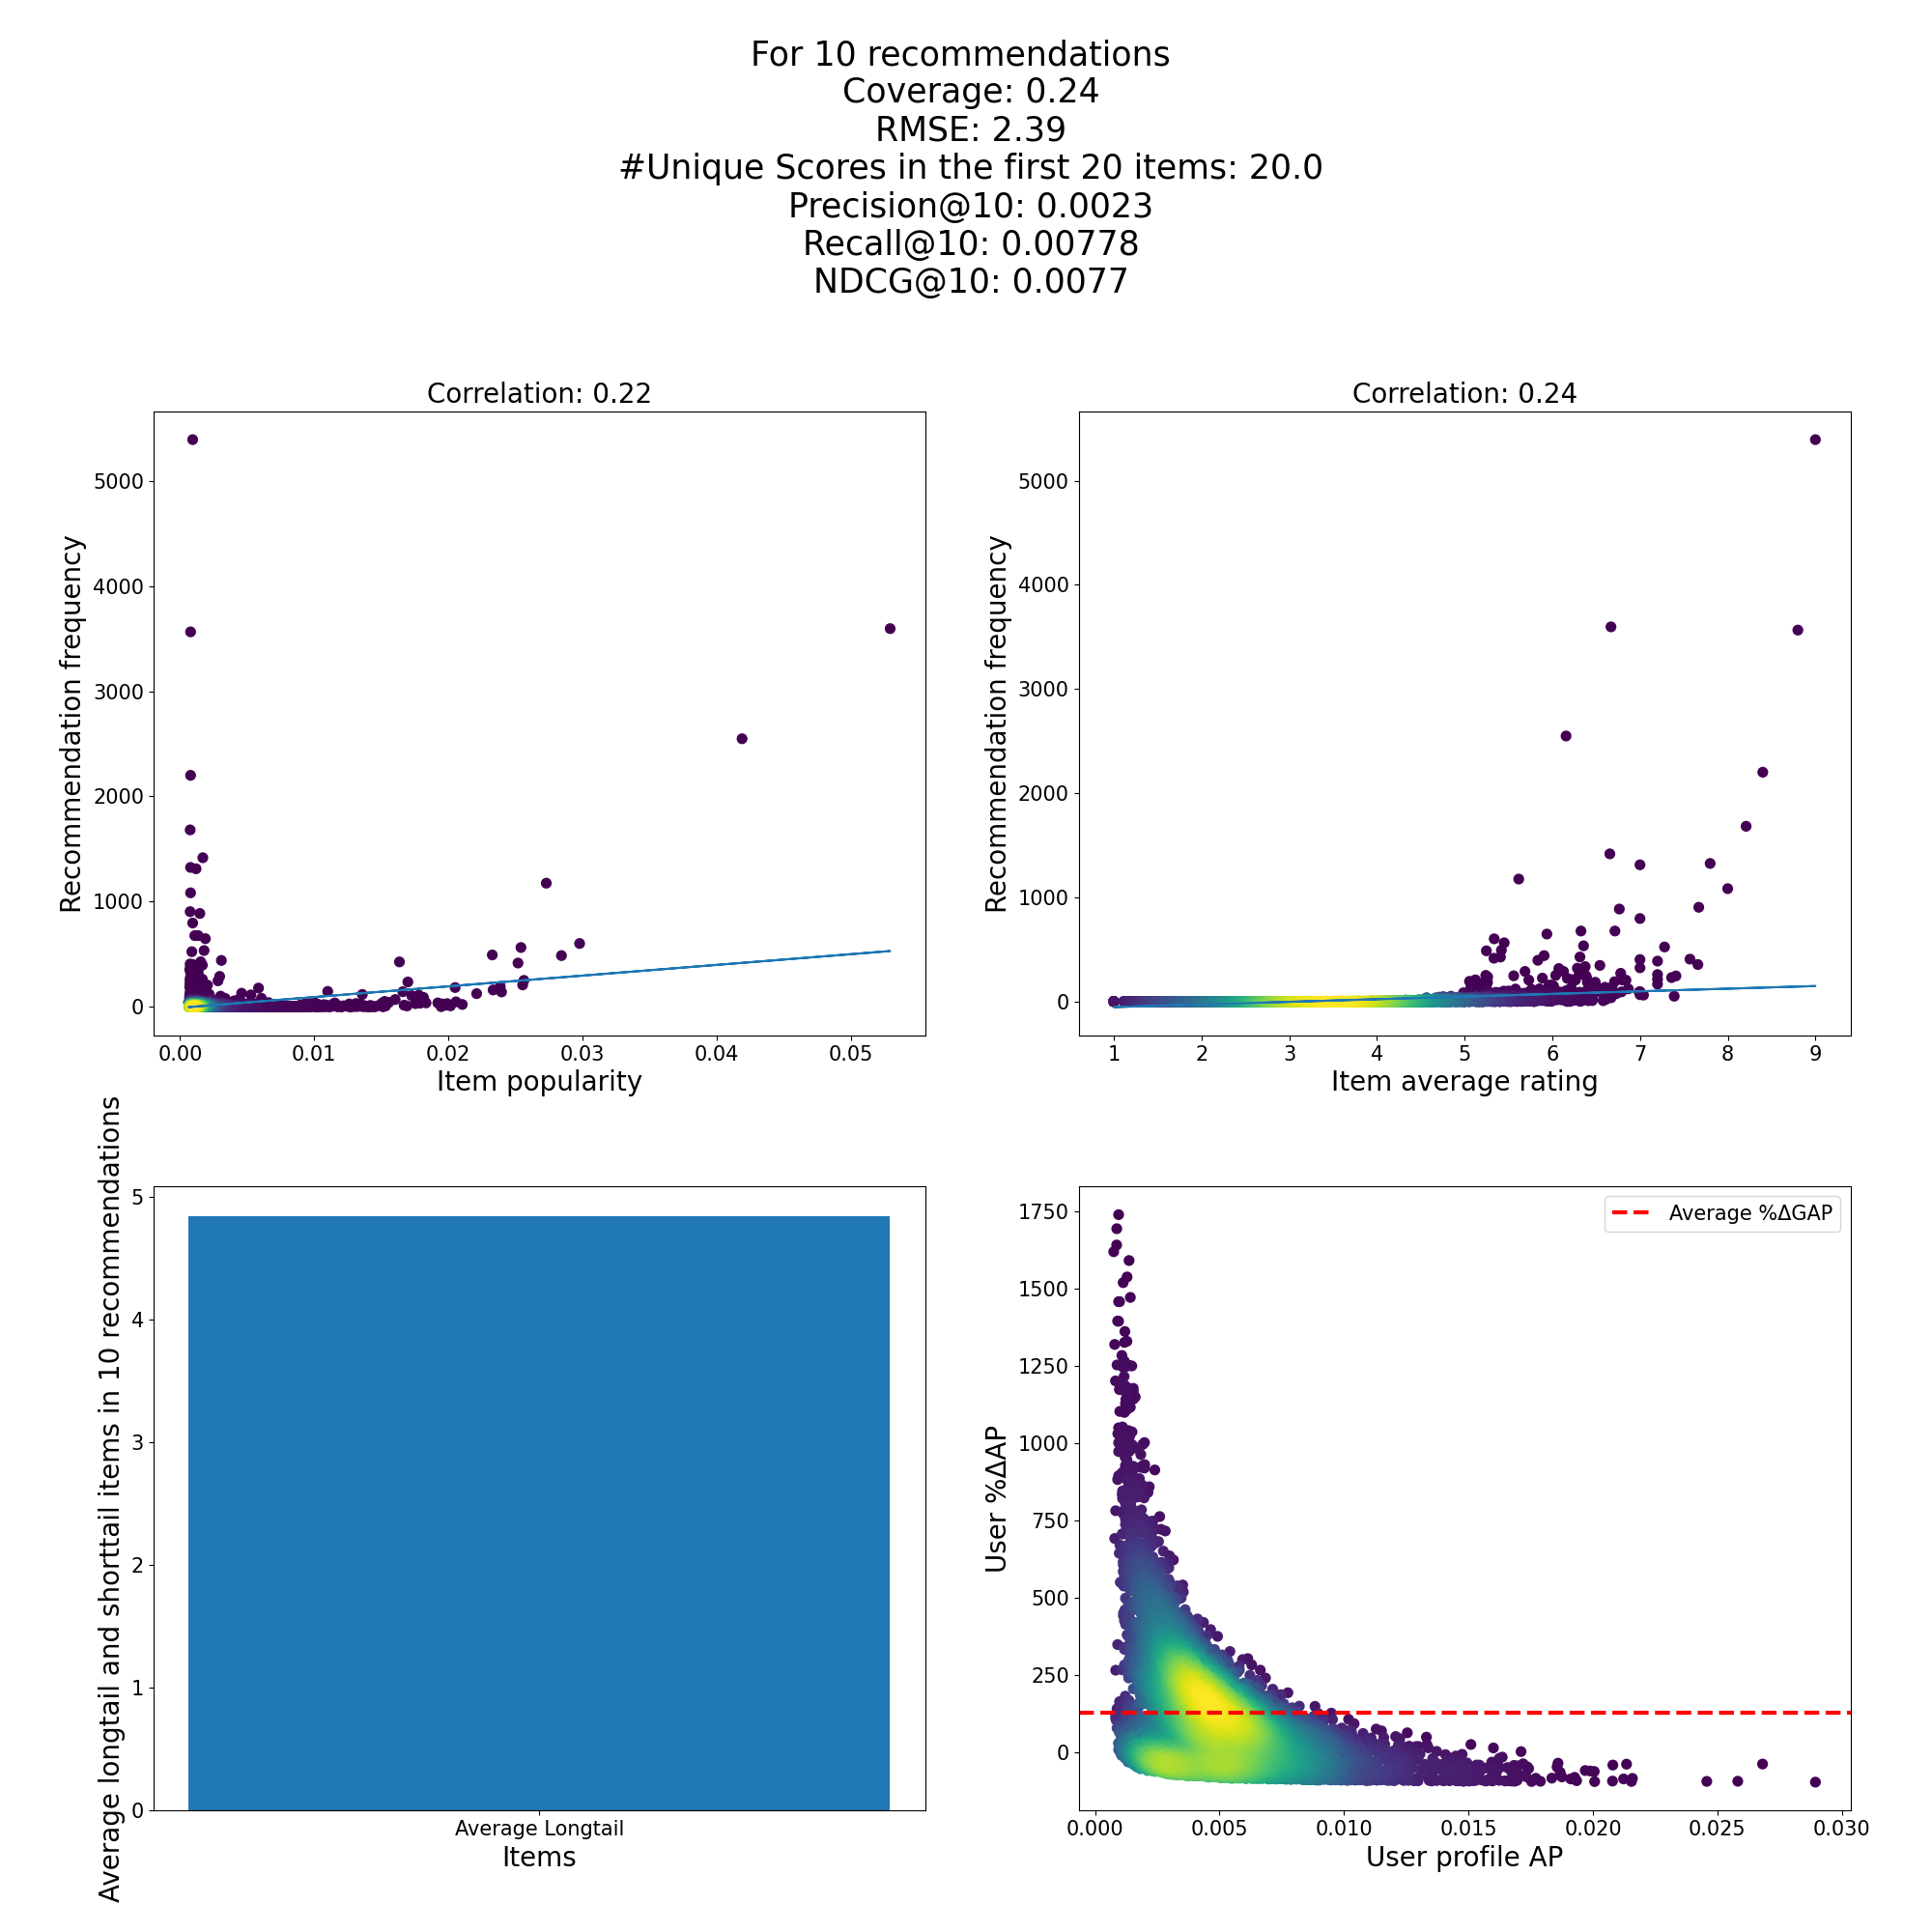 For 10 recommendations
Coverage: 0.24
RMSE: 2.39
#Unique Scores in the first 20 items: 20.0
Precision@10: 0.0023
Recall@10: 0.00778
NDCG@10: 0.0077
Correlation: 0.22
Recommendation frequency
5000
4000
3000
2000
1000
0
0.00 0.01 0.02 0.03 0.04 0.05
Item popularity
Correlation: 0.24
Recommendation frequency
5000
4000
3000
2000
1000
0
1 2 3 4 5 6 7 8 9
Item average rating
Average longtail and shorttail items in 10 recommendations
5
4
3
2
1
0
Average Longtail
Items
Average %ΔGAP
User %ΔAP
1750
1500
1250
1000
750
500
250
0
0.000 0.005 0.010 0.015 0.020 0.025 0.030
User profile AP